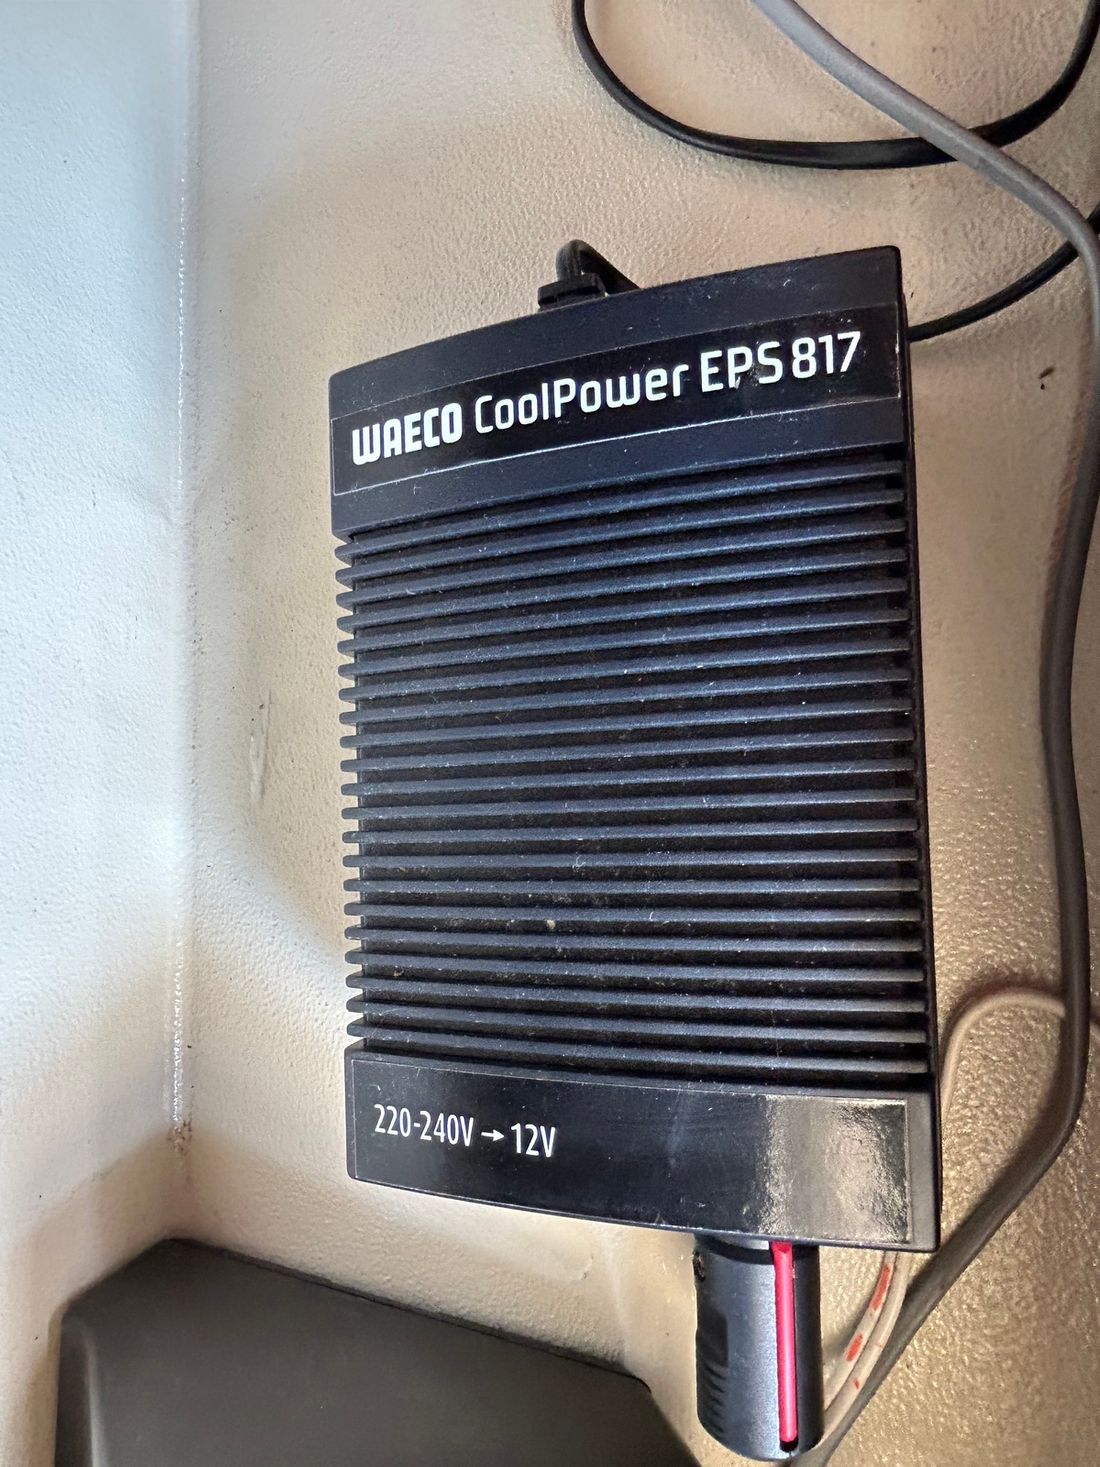 WAECO CoolPower EPS 817
220-240V → 12V